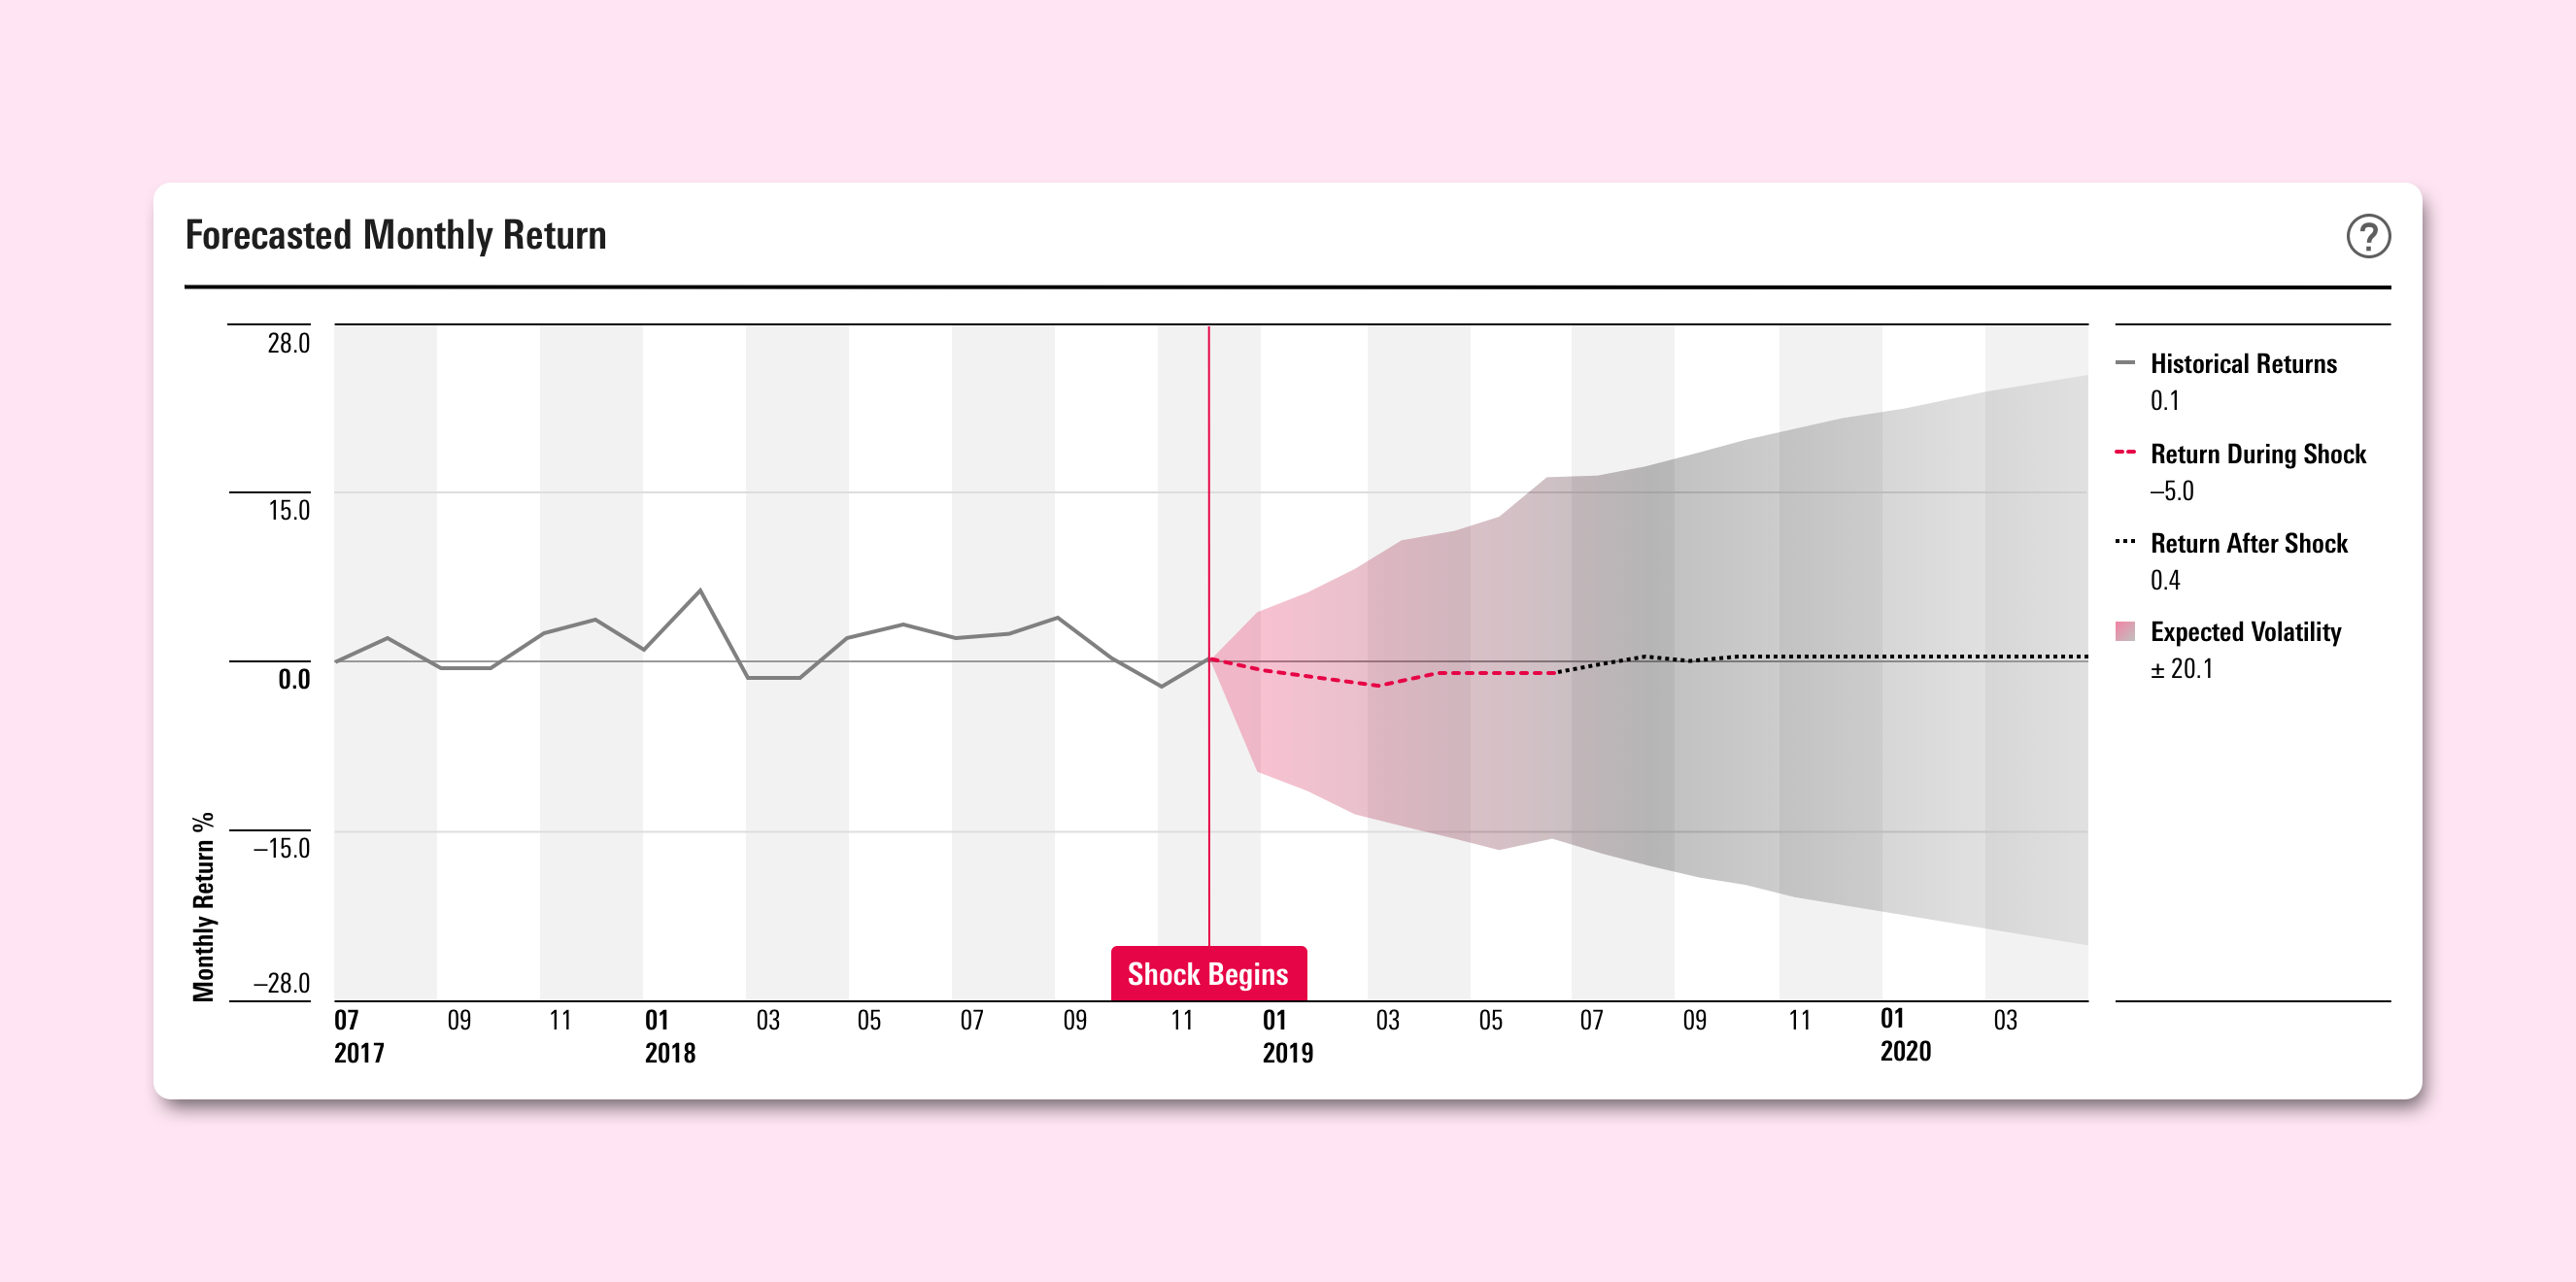 Forecasted Monthly Return
?
28.0
15.0
0.0
–15.0
–28.0
Monthly Return %
Shock Begins
07 09 11 01 03 05 07 09 11 01 03 05 07 09 11 01 03
2017 2018 2019 2020
Historical Returns
0.1
Return During Shock
–5.0
Return After Shock
0.4
Expected Volatility
± 20.1